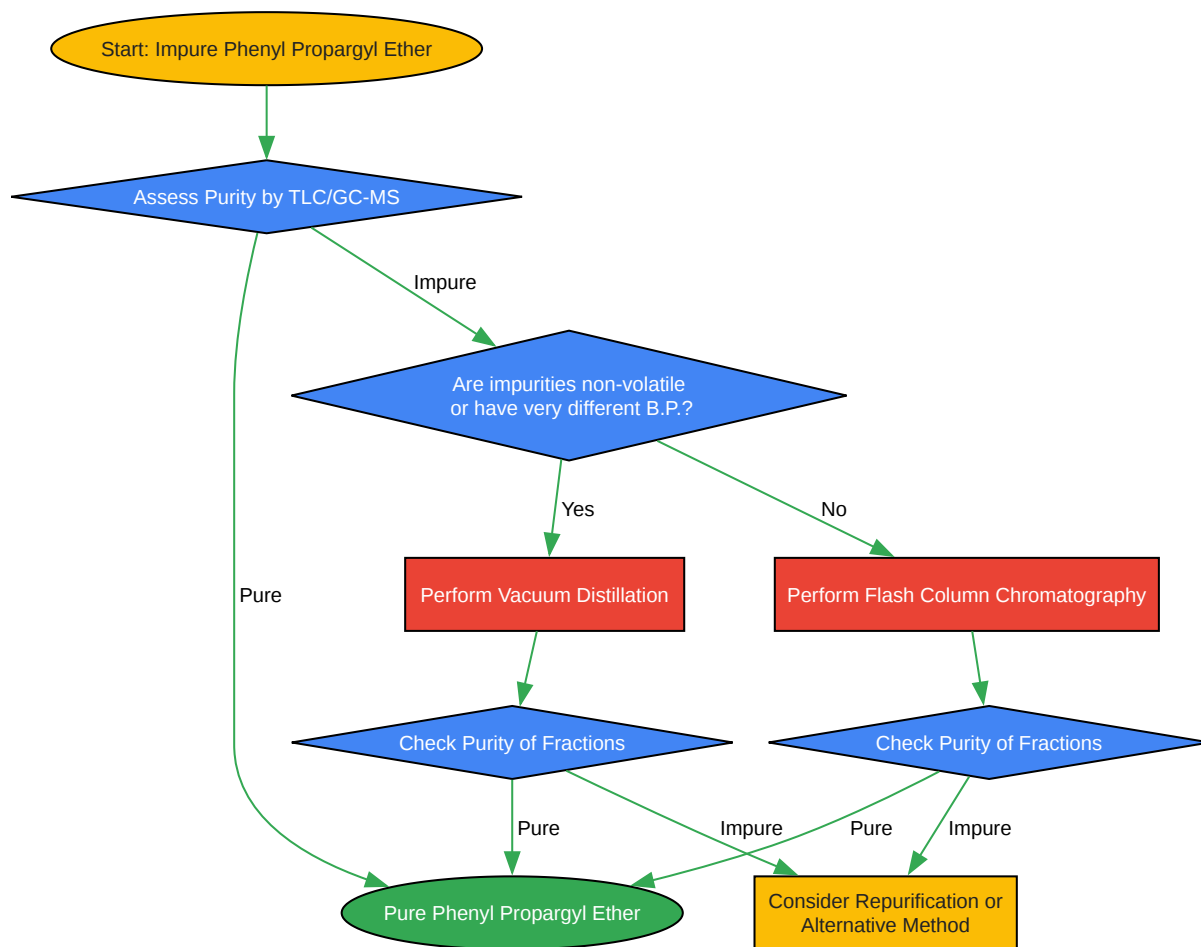 Start: Impure Phenyl Propargyl Ether
Assess Purity by TLC/GC-MS
Impure
Are impurities non-volatile
or have very different B.P.?
Yes
No
Pure
Perform Vacuum Distillation
Perform Flash Column Chromatography
Check Purity of Fractions
Check Purity of Fractions
Pure
Impure
Pure
Impure
Pure Phenyl Propargyl Ether
Consider Repurification or
Alternative Method